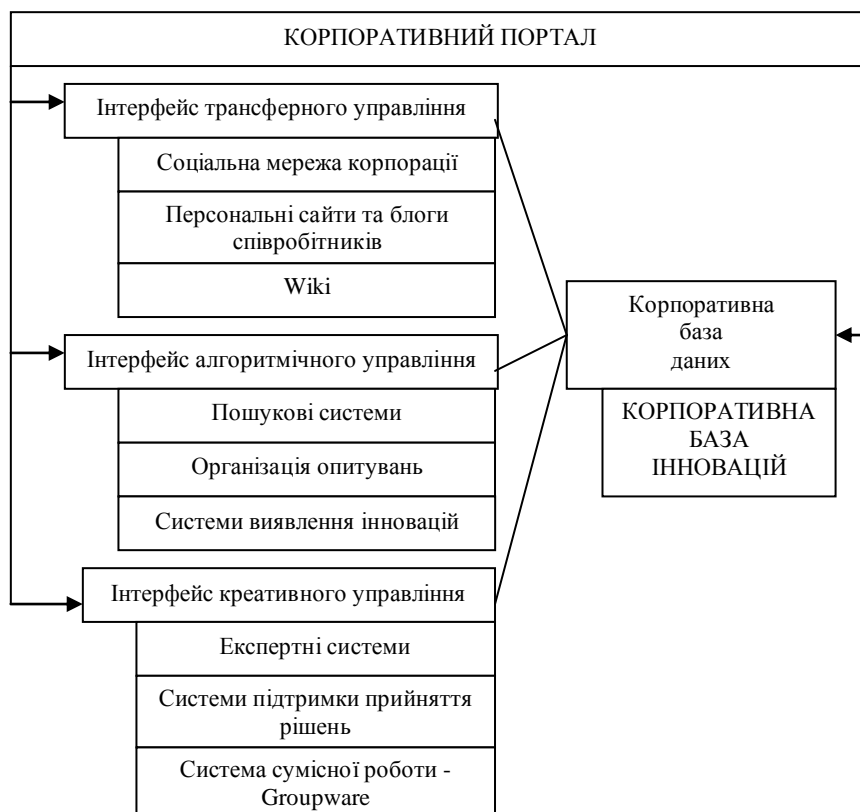 КОРПОРАТИВНИЙ ПОРТАЛ
Інтерфейс трансферного управління
Соціальна мережа корпорації
Персональні сайти та блоги
співробітників
Wiki
Інтерфейс алгоритмічного управління
Пошукові системи
Організація опитувань
Системи виявлення інновацій
Інтерфейс креативного управління
Експертні системи
Системи підтримки прийняття
рішень
Система сумісної роботи -
Groupware
Корпоративна
база
даних
КОРПОРАТИВНА
БАЗА
ІННОВАЦІЙ